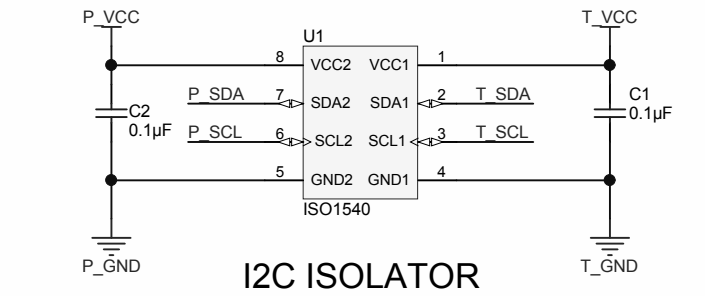 P_VCC T_VCC
U1
8 VCC2 VCC1 1
P_SDA 7 SDA2 SDA1 2 T_SDA
C2 C1
0.1µF 0.1µF
P_SCL 6 SCL2 SCL1 3 T_SCL
5 GND2 GND1 4
ISO1540
P_GND T_GND
I2C ISOLATOR